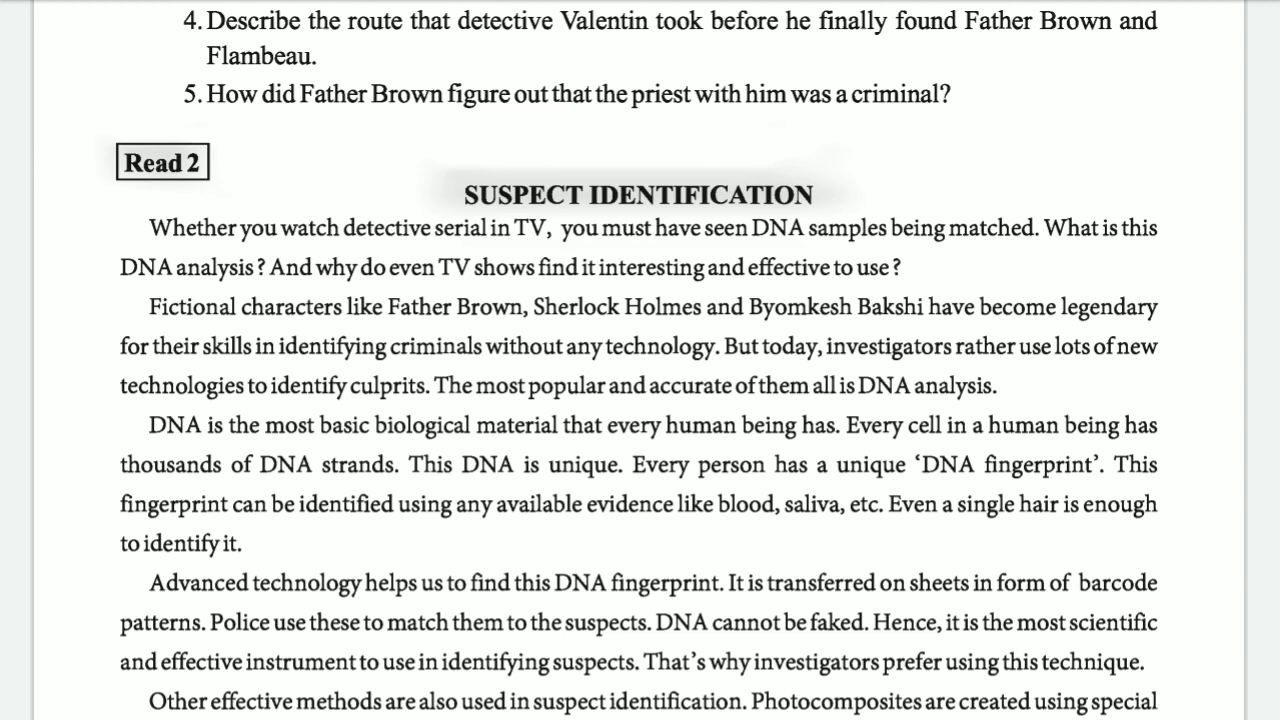 4. Describe the route that detective Valentin took before he finally found Father Brown and
Flambeau.
5. How did Father Brown figure out that the priest with him was a criminal?
Read 2
SUSPECT IDENTIFICATION
Whether you watch detective serial in TV, you must have seen DNA samples being matched. What is this
DNA analysis ? And why do even TV shows find it interesting and effective to use ?
Fictional characters like Father Brown, Sherlock Holmes and Byomkesh Bakshi have become legendary
for their skills in identifying criminals without any technology. But today, investigators rather use lots of new
technologies to identify culprits. The most popular and accurate of them all is DNA analysis.
DNA is the most basic biological material that every human being has. Every cell in a human being has
thousands of DNA strands. This DNA is unique. Every person has a unique ‘DNA fingerprint’. This
fingerprint can be identified using any available evidence like blood, saliva, etc. Even a single hair is enough
to identify it.
Advanced technology helps us to find this DNA fingerprint. It is transferred on sheets in form of barcode
patterns. Police use these to match them to the suspects. DNA cannot be faked. Hence, it is the most scientific
and effective instrument to use in identifying suspects. That’s why investigators prefer using this technique.
Other effective methods are also used in suspect identification. Photocomposites are created using special